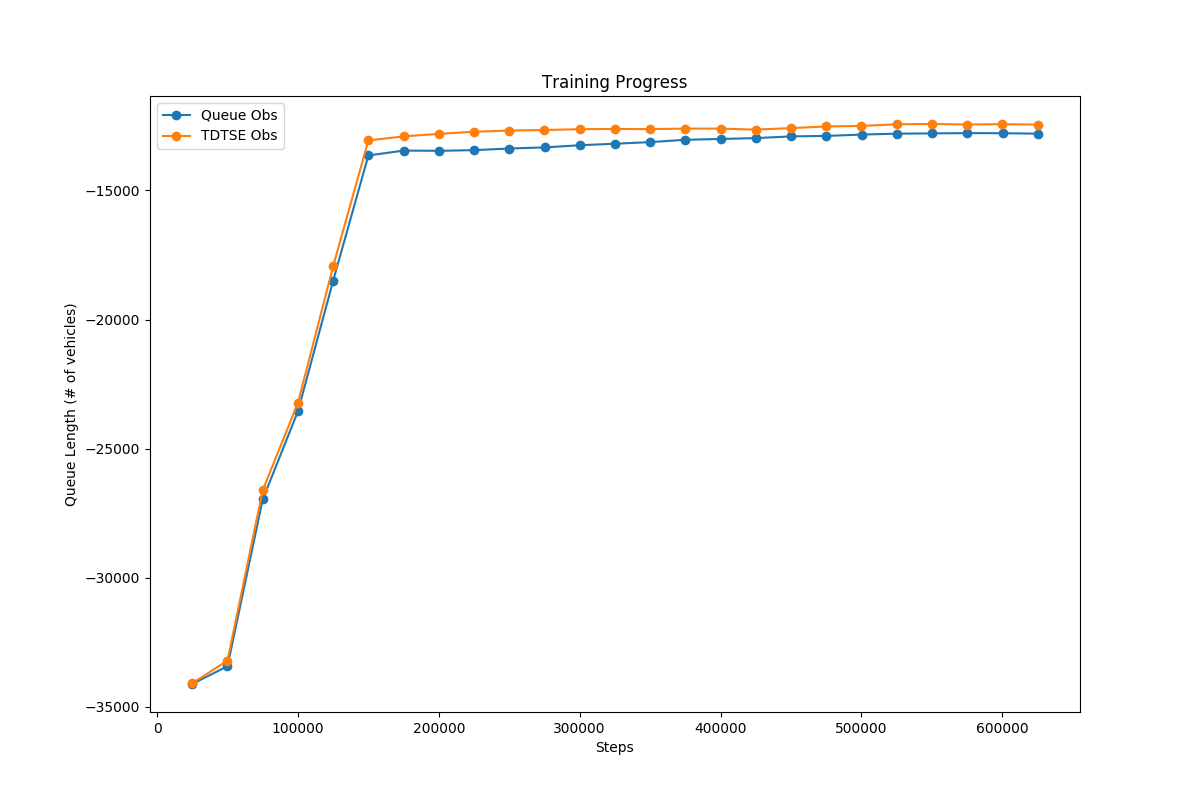 Training Progress
Queue Obs
TDTSE Obs
Queue Length (# of vehicles)
−15000
−20000
−25000
−30000
−35000
0 100000 200000 300000 400000 500000 600000
Steps